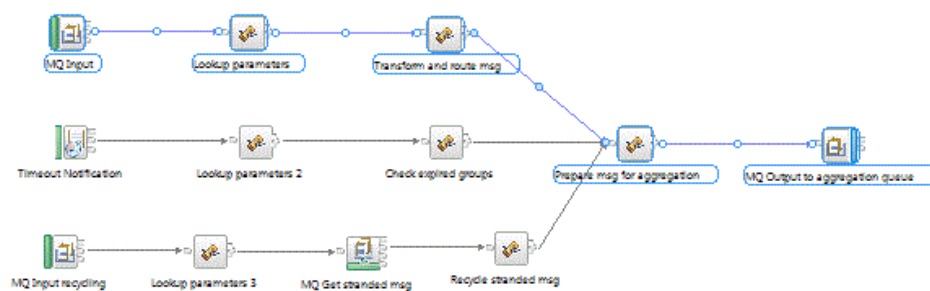 MQ Input
Lookup parameters
Transform and route msg
Timeout Notification
Lookup parameters 2
Check expired groups
Prepare msg for aggregation
MQ Output to aggregation queue
MQ Input recycling
Lookup parameters 3
MQ Get stranded msg
Recycle stranded msg